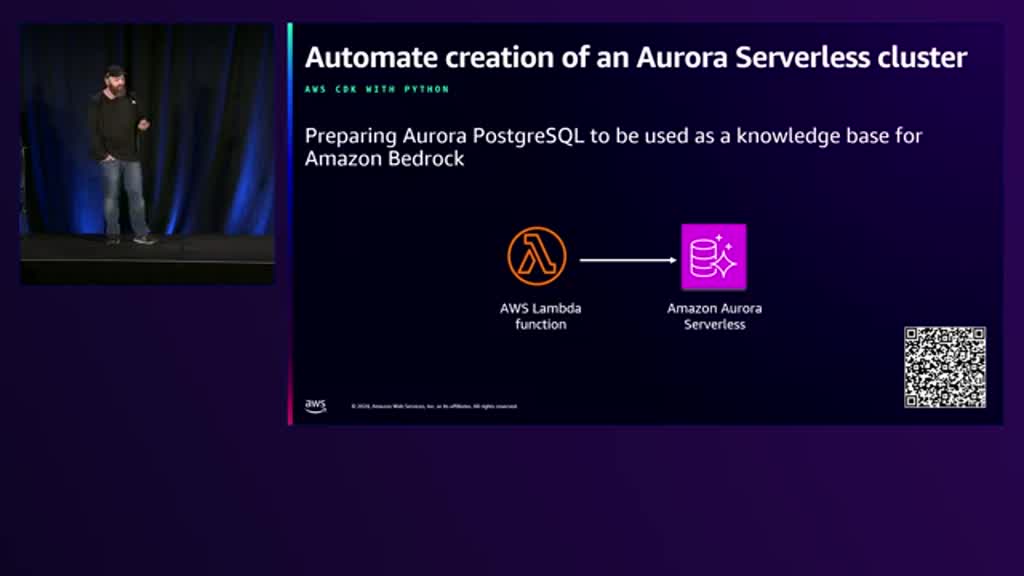 Automate creation of an Aurora Serverless cluster
AWS CDK WITH PYTHON
Preparing Aurora PostgreSQL to be used as a knowledge base for
Amazon Bedrock
AWS Lambda
function
Amazon Aurora
Serverless
aws
© 2024, Amazon Web Services, Inc. or its affiliates. All rights reserved.